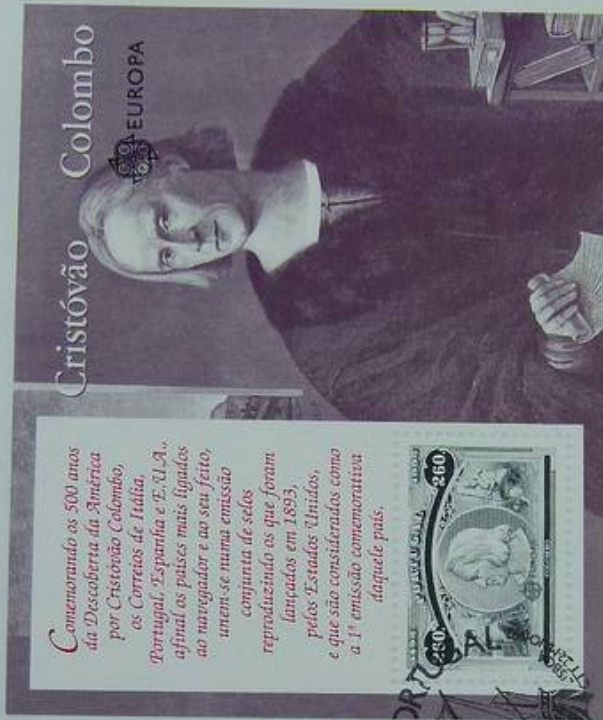 Cristóvão Colombo
EUROPA
Comemorando os 500 anos
da Descoberta da América
por Cristóvão Colombo,
os Correios de Itália,
Portugal, Espanha e E.U.A.,
afinal os países mais ligados
ao navegador e ao seu feito,
unem-se numa emissão
conjunta de selos
reproduzindo os que foram
lançados em 1893,
pelos Estados Unidos,
e que são considerados como
a 1ª emissão comemorativa
daquele país.
PORTUGAL
260 260
PORTUGAL